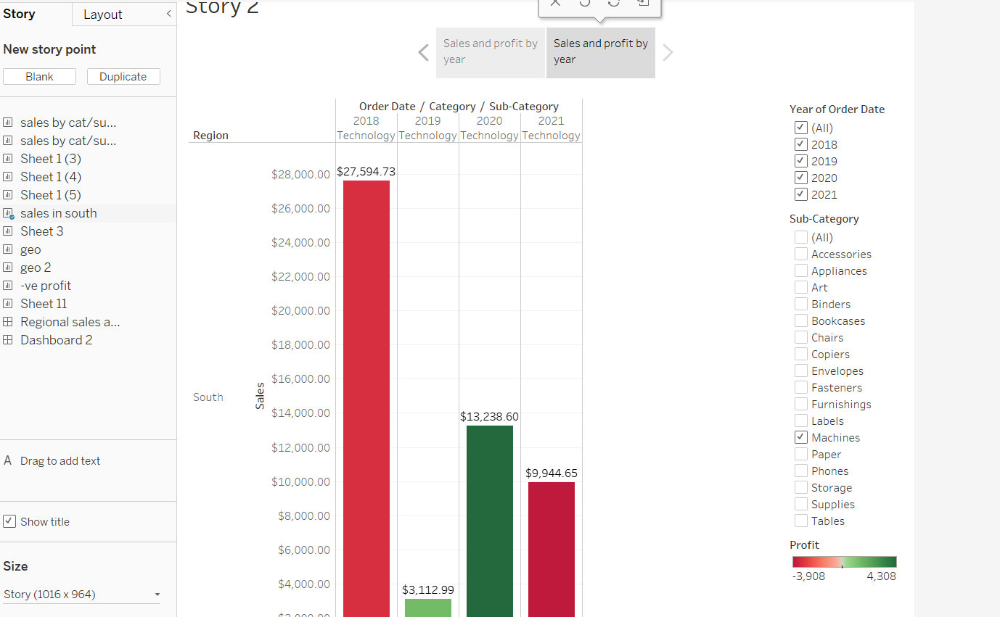 Story
Layout
Story 2
New story point
Blank
Duplicate
sales by cat/su...
sales by cat/su...
Sheet 1 (3)
Sheet 1 (4)
Sheet 1 (5)
sales in south
Sheet 3
geo
geo 2
-ve profit
Sheet 11
Regional sales a...
Dashboard 2
A Drag to add text
Show title
Size
Story (1016 x 964)
Sales and profit by
year
Sales and profit by
year
Order Date / Category / Sub-Category
2018 2019 2020 2021
Region Technology Technology Technology Technology
South
Sales
$28,000.00
$26,000.00
$24,000.00
$22,000.00
$20,000.00
$18,000.00
$16,000.00
$14,000.00
$12,000.00
$10,000.00
$8,000.00
$6,000.00
$4,000.00
$2,000.00
$27,594.73
$3,112.99
$13,238.60
$9,944.65
Year of Order Date
(All)
2018
2019
2020
2021
Sub-Category
(All)
Accessories
Appliances
Art
Binders
Bookcases
Chairs
Copiers
Envelopes
Fasteners
Furnishings
Labels
Machines
Paper
Phones
Storage
Supplies
Tables
Profit
-3,908 4,308